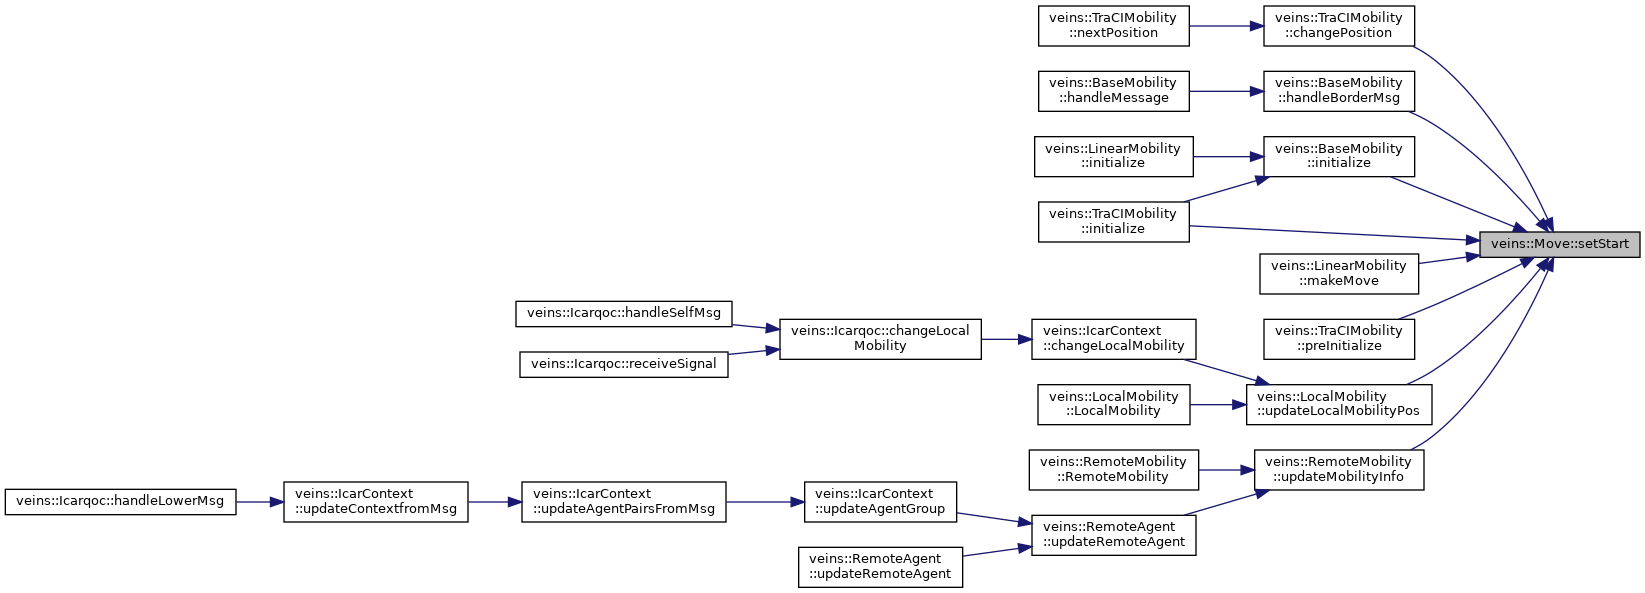 veins::TraCIMobility
::nextPosition
veins::TraCIMobility
::changePosition
veins::BaseMobility
::handleMessage
veins::BaseMobility
::handleBorderMsg
veins::LinearMobility
::initialize
veins::BaseMobility
::initialize
veins::TraCIMobility
::initialize
veins::Move::setStart
veins::LinearMobility
::makeMove
veins::Icarqoc::handleSelfMsg
veins::Icarqoc::changeLocal
Mobility
veins::IcarContext
::changeLocalMobility
veins::TraCIMobility
::preInitialize
veins::Icarqoc::receiveSignal
veins::LocalMobility
::LocalMobility
veins::LocalMobility
::updateLocalMobilityPos
veins::RemoteMobility
::RemoteMobility
veins::RemoteMobility
::updateMobilityInfo
veins::Icarqoc::handleLowerMsg
veins::IcarContext
::updateContextfromMsg
veins::IcarContext
::updateAgentPairsFromMsg
veins::IcarContext
::updateAgentGroup
veins::RemoteAgent
::updateRemoteAgent
veins::RemoteAgent
::updateRemoteAgent